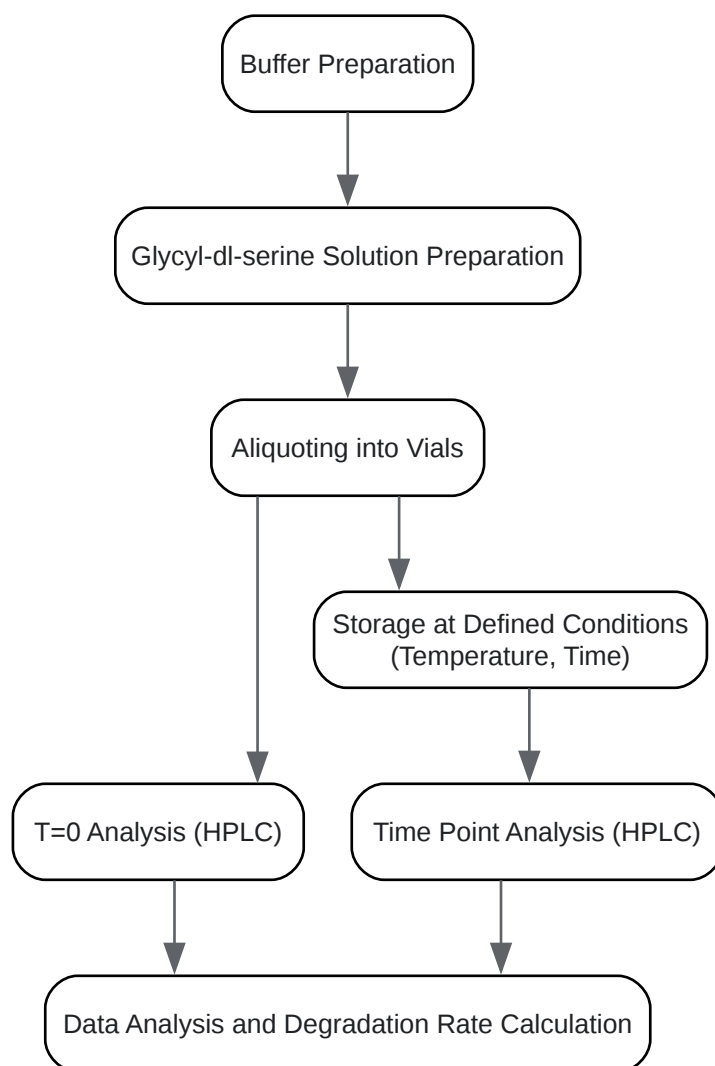 Buffer Preparation
Glycyl-dl-serine Solution Preparation
Aliquoting into Vials
Storage at Defined Conditions
(Temperature, Time)
T=0 Analysis (HPLC)
Time Point Analysis (HPLC)
Data Analysis and Degradation Rate Calculation